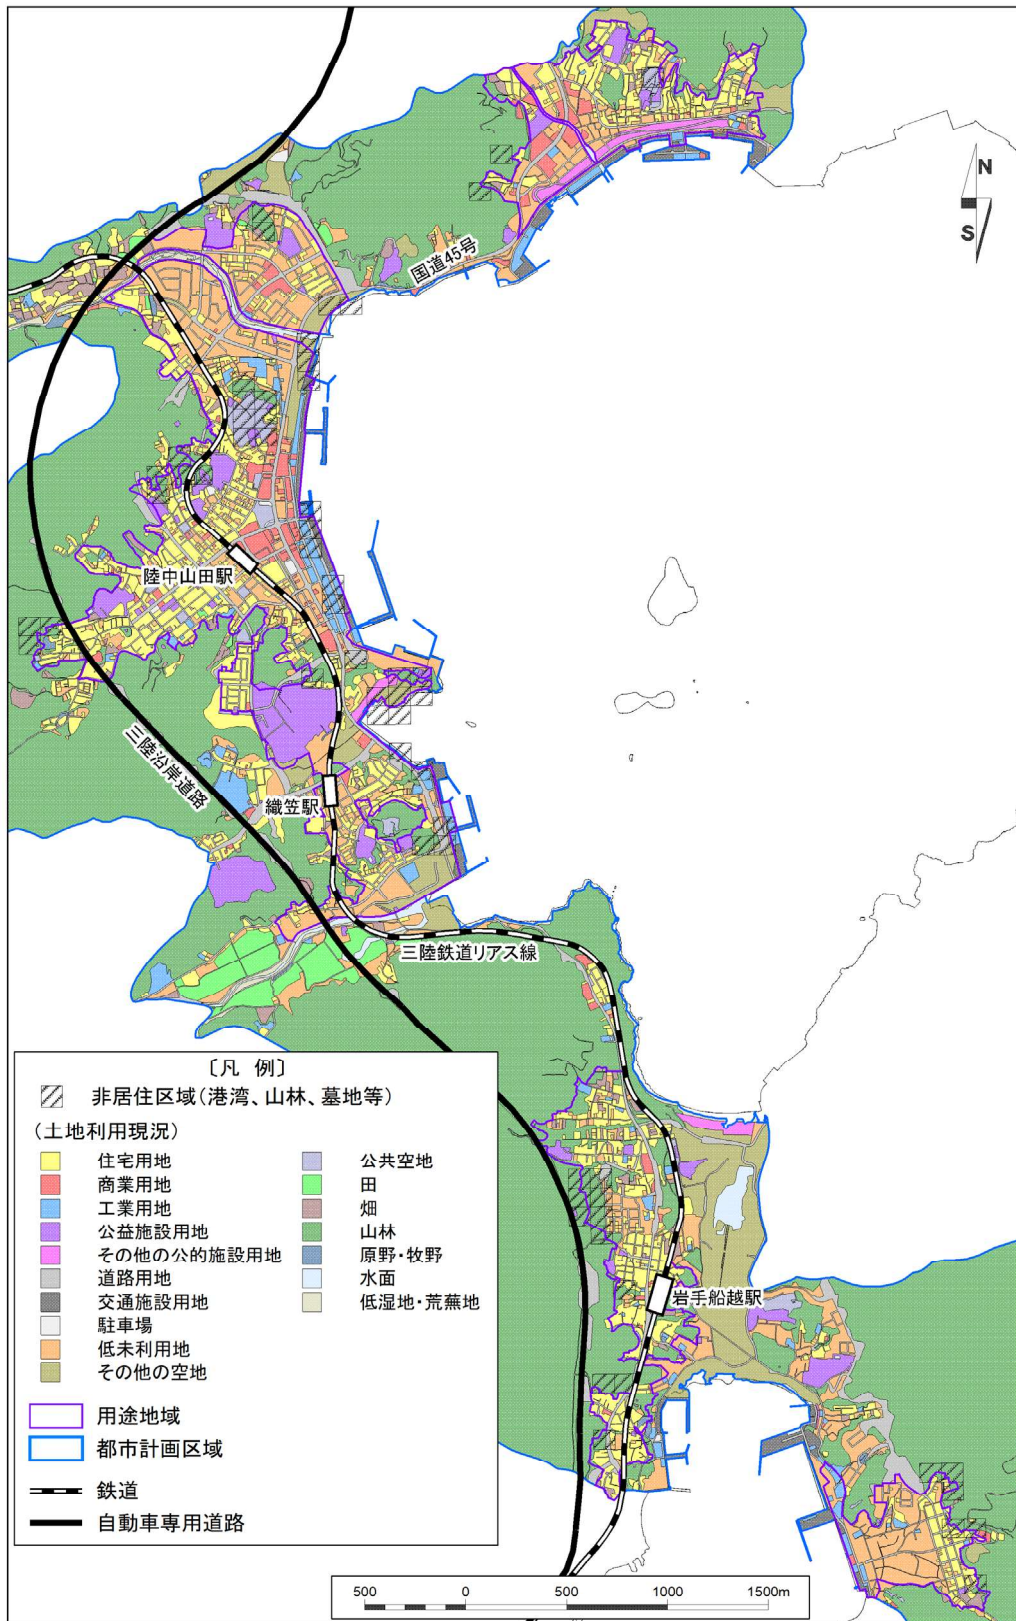 N
S
国道45号
陸中山田駅
三陸沿岸道路
織笠駅
三陸鉄道リアス線
岩手船越駅
〔凡 例〕
非居住区域(港湾、山林、墓地等)
(土地利用現況)
住宅用地
商業用地
工業用地
公益施設用地
その他の公的施設用地
道路用地
交通施設用地
駐車場
低未利用地
その他の空地
公共空地
田
畑
山林
原野・牧野
水面
低湿地・荒蕪地
用途地域
都市計画区域
鉄道
自動車専用道路
500 0 500 1000 1500m